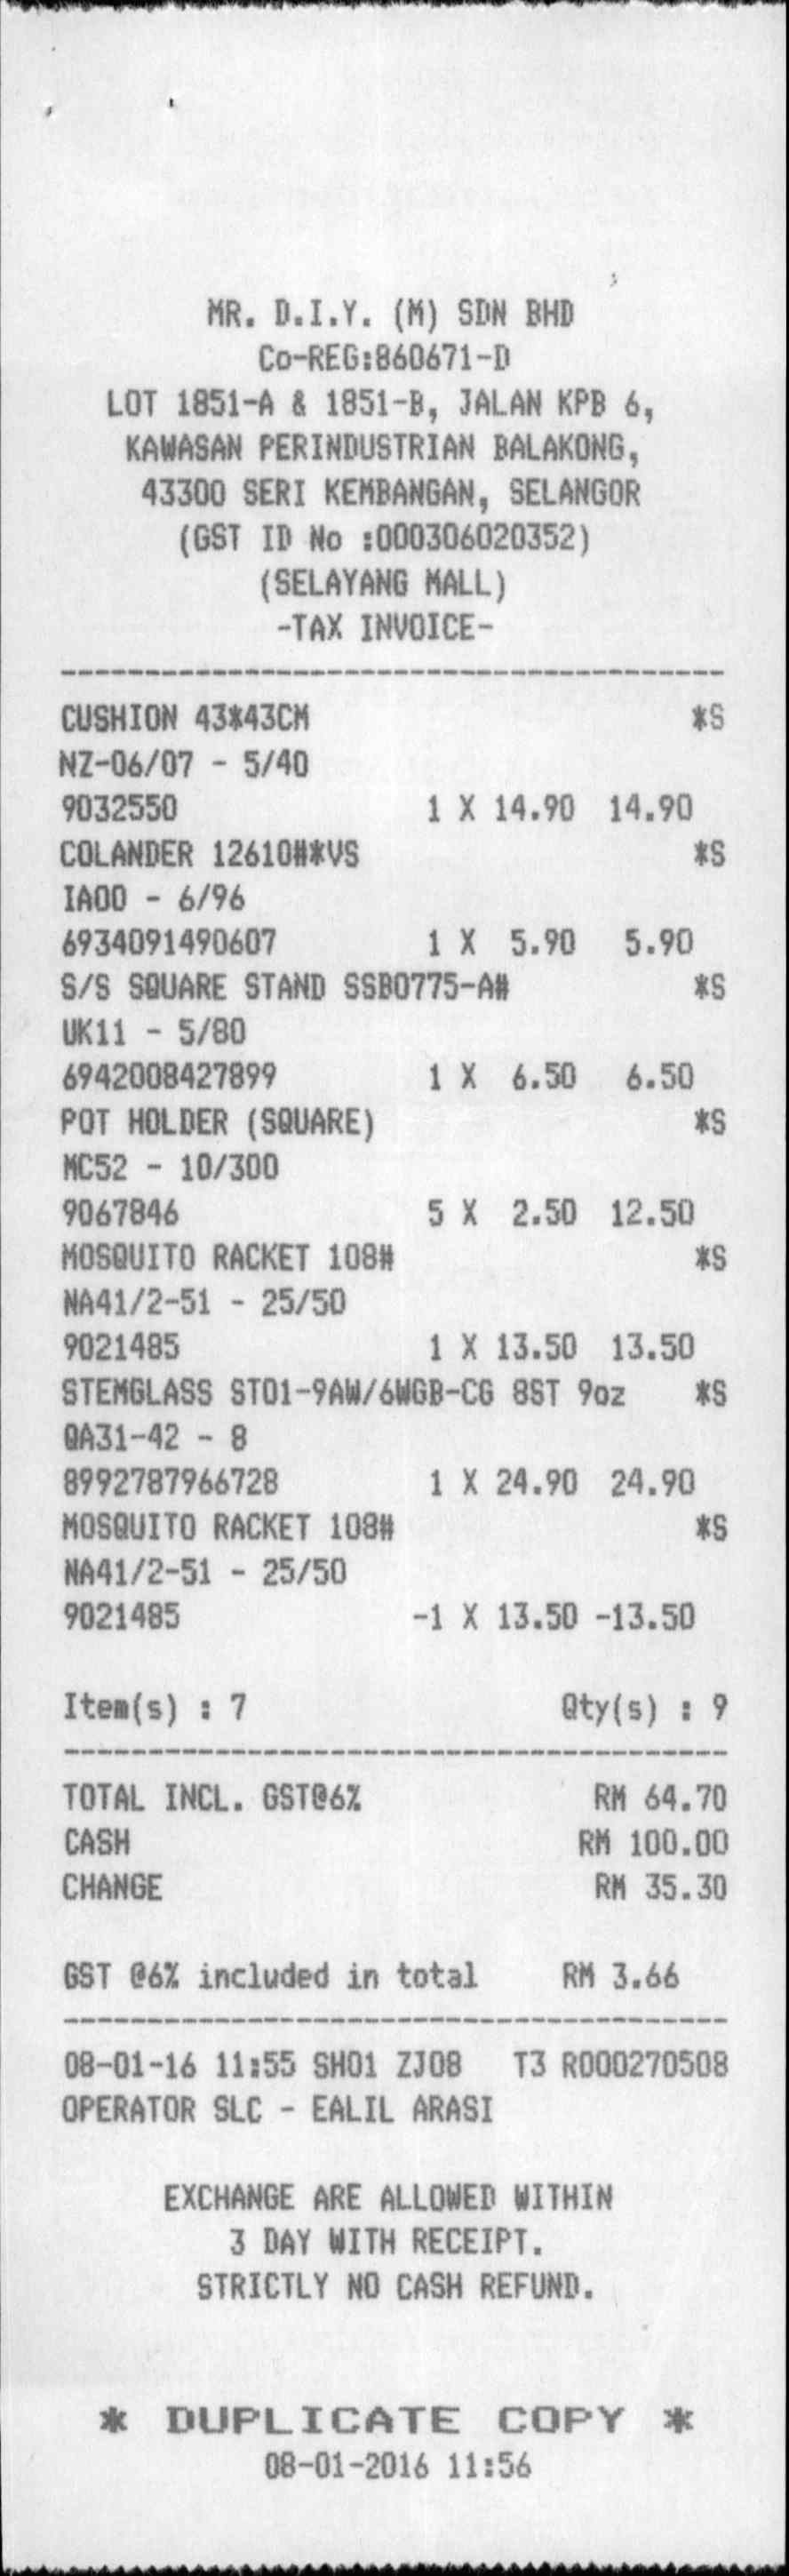 MR. D.I.Y. (M) SDN BHD
Co-REG:860671-D
LOT 1851-A & 1851-B, JALAN KPB 6,
KAWASAN PERINDUSTRIAN BALAKONG,
43300 SERI KEMBANGAN, SELANGOR
(GST ID No :000306020352)
(SELAYANG MALL)
-TAX INVOICE-
CUSHION 43*43CM *S
NZ-06/07 - 5/40
9032550 1 X 14.90 14.90
COLANDER 12610#*VS *S
IA00 - 6/96
6934091490607 1 X 5.90 5.90
S/S SQUARE STAND SSB0775-A# *S
UK11 - 5/80
6942008427899 1 X 6.50 6.50
POT HOLDER (SQUARE) *S
MC52 - 10/300
9067846 5 X 2.50 12.50
MOSQUITO RACKET 108# *S
NA41/2-51 - 25/50
9021485 1 X 13.50 13.50
STEMGLASS ST01-9AW/6WGB-CG 8ST 9oz *S
QA31-42 - 8
8992787966728 1 X 24.90 24.90
MOSQUITO RACKET 108# *S
NA41/2-51 - 25/50
9021485 -1 X 13.50 -13.50
Item(s) : 7 Qty(s) : 9
TOTAL INCL. GST@6% RM 64.70
CASH RM 100.00
CHANGE RM 35.30
GST @6% included in total RM 3.66
08-01-16 11:55 SH01 ZJ08 T3 R000270508
OPERATOR SLC - EALIL ARASI
EXCHANGE ARE ALLOWED WITHIN
3 DAY WITH RECEIPT.
STRICTLY NO CASH REFUND.
* DUPLICATE COPY *
08-01-2016 11:56